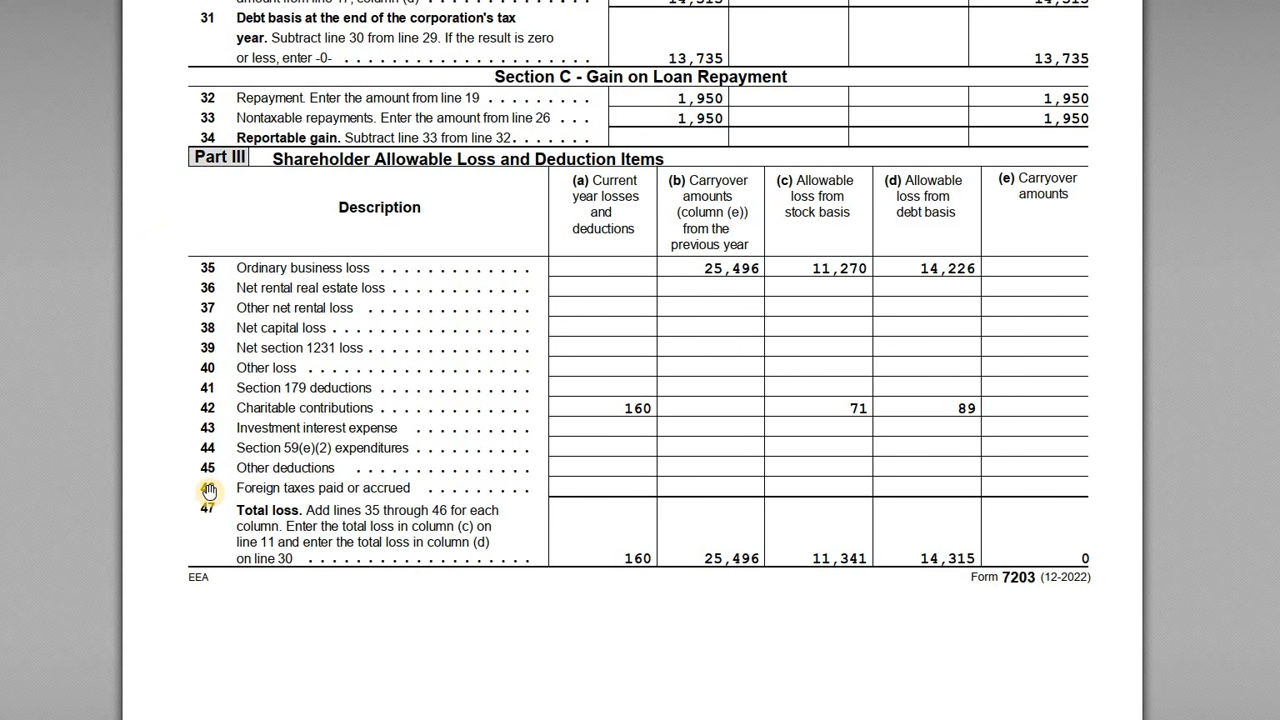 31 Debt basis at the end of the corporation's tax
year. Subtract line 30 from line 29. If the result is zero
or less, enter -0- . . . . . . . . . . . . . . . . . . . . . 13,735 13,735
Section C - Gain on Loan Repayment
32 Repayment. Enter the amount from line 19 . . . . . . . . . 1,950 1,950
33 Nontaxable repayments. Enter the amount from line 26 . . . 1,950 1,950
34 Reportable gain. Subtract line 33 from line 32 . . . . . . .
Part III Shareholder Allowable Loss and Deduction Items
Description
(a) Current
year losses
and
deductions
(b) Carryover
amounts
(column (e))
from the
previous year
(c) Allowable
loss from
stock basis
(d) Allowable
loss from
debt basis
(e) Carryover
amounts
35 Ordinary business loss . . . . . . . . . . . . . 25,496 11,270 14,226
36 Net rental real estate loss . . . . . . . . . . . .
37 Other net rental loss . . . . . . . . . . . . . .
38 Net capital loss . . . . . . . . . . . . . . . . .
39 Net section 1231 loss . . . . . . . . . . . . . .
40 Other loss . . . . . . . . . . . . . . . . . . .
41 Section 179 deductions . . . . . . . . . . . . .
42 Charitable contributions . . . . . . . . . . . . . 160 71 89
43 Investment interest expense . . . . . . . . . .
44 Section 59(e)(2) expenditures . . . . . . . . . .
45 Other deductions . . . . . . . . . . . . . . .
Foreign taxes paid or accrued . . . . . . . . .
47 Total loss. Add lines 35 through 46 for each
column. Enter the total loss in column (c) on
line 11 and enter the total loss in column (d)
on line 30 . . . . . . . . . . . . . . . . . . . 160 25,496 11,341 14,315 0
EEA Form 7203 (12-2022)